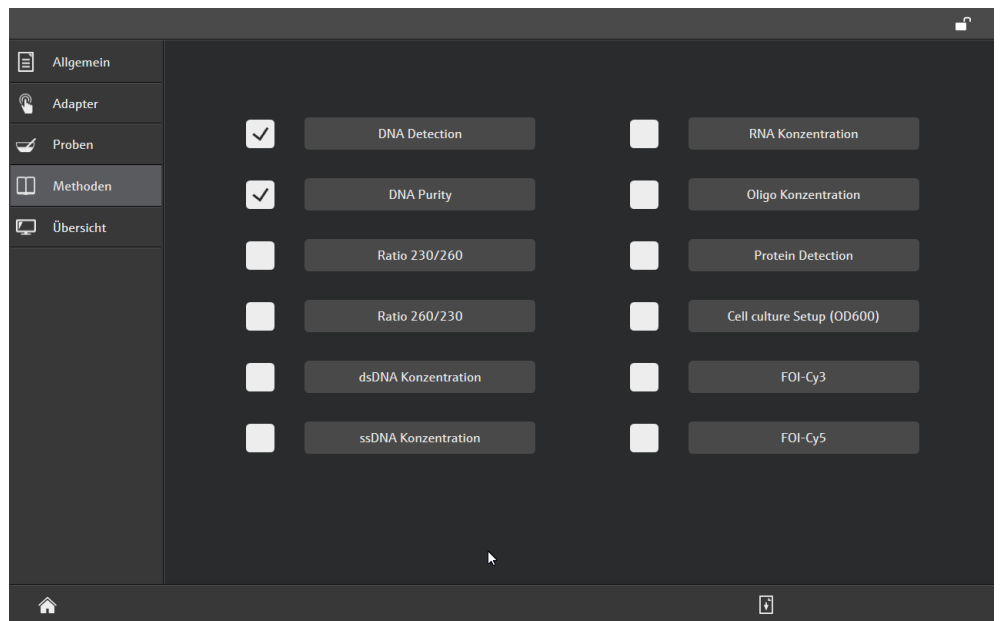 Allgemein
Adapter
Proben
Methoden
Übersicht
DNA Detection
RNA Konzentration
DNA Purity
Oligo Konzentration
Ratio 230/260
Protein Detection
Ratio 260/230
Cell culture Setup (OD600)
dsDNA Konzentration
FOI-Cy3
ssDNA Konzentration
FOI-Cy5